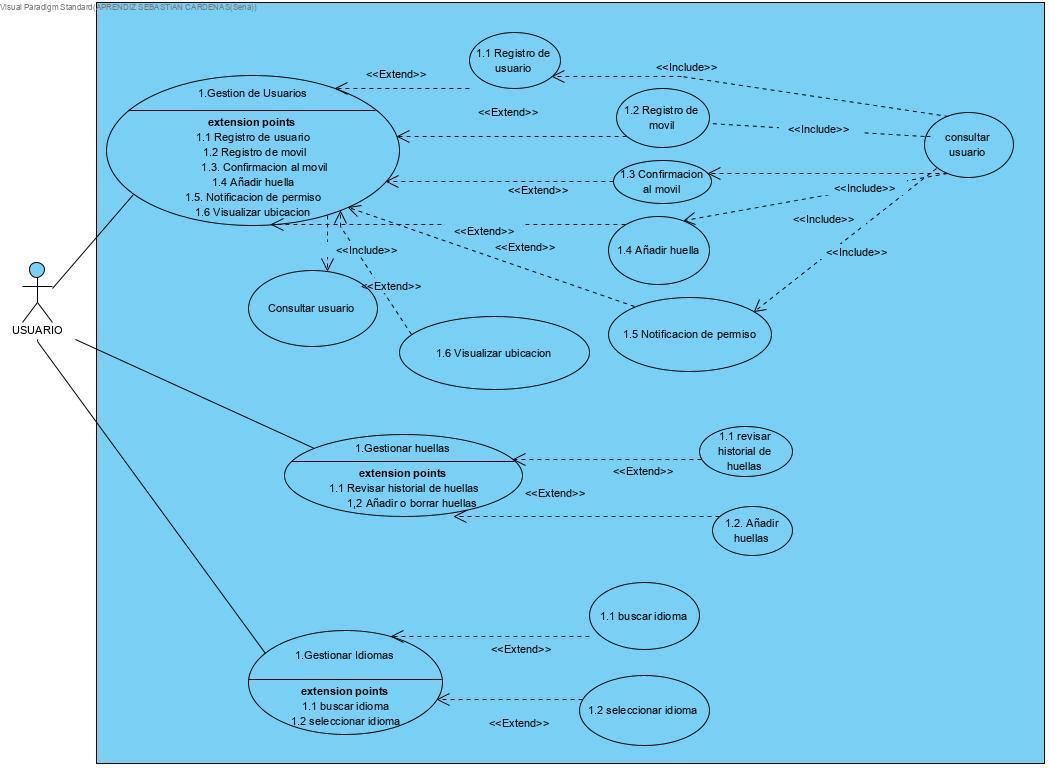 Visual Paradigm Standard(APRENDIZ SEBASTIAN CARDENAS(Sena))
1.Gestion de Usuarios
extension points
1.1 Registro de usuario
1.2 Registro de movil
1.3. Confirmacion al movil
1.4 Añadir huella
1.5. Notificacion de permiso
1.6 Visualizar ubicacion
<<Extend>>
1.1 Registro de
usuario
<<Include>>
<<Extend>>
1.2 Registro de
movil
<<Include>>
consultar
usuario
<<Extend>>
1.3 Confirmacion
al movil
<<Include>>
<<Extend>>
1.4 Añadir huella
<<Include>>
<<Extend>>
1.5 Notificacion de permiso
<<Include>>
<<Include>>
Consultar usuario
<<Extend>>
1.6 Visualizar ubicacion
USUARIO
1.Gestionar huellas
extension points
1.1 Revisar historial de huellas
1,2 Añadir o borrar huellas
<<Extend>>
1.1 revisar
historial de
huellas
<<Extend>>
1.2. Añadir
huellas
1.Gestionar Idiomas
extension points
1.1 buscar idioma
1.2 seleccionar idioma
<<Extend>>
1.1 buscar idioma
<<Extend>>
1.2 seleccionar idioma